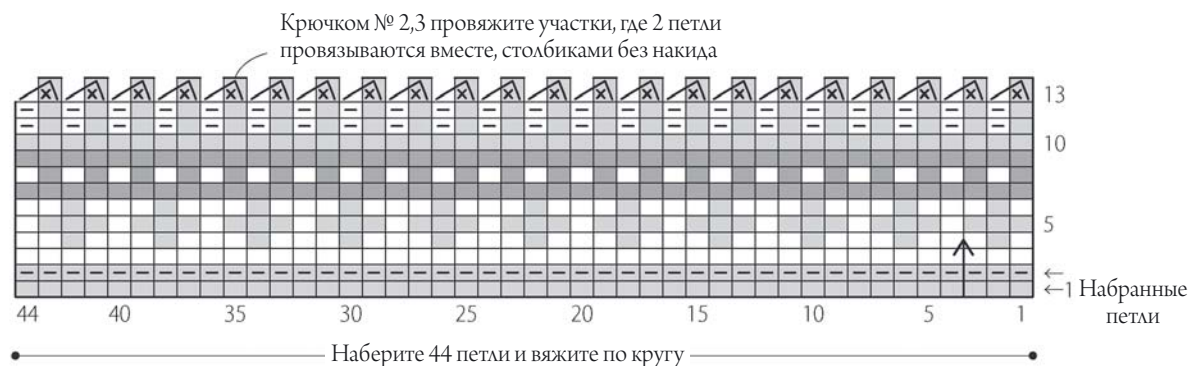 Крючком № 2,3 провяжите участки, где 2 петли
провязываются вместе, столбиками без накида
13
10
5
←
←1 Набранные
петли
44 40 35 30 25 20 15 10 5 1
Наберите 44 петли и вяжите по кругу